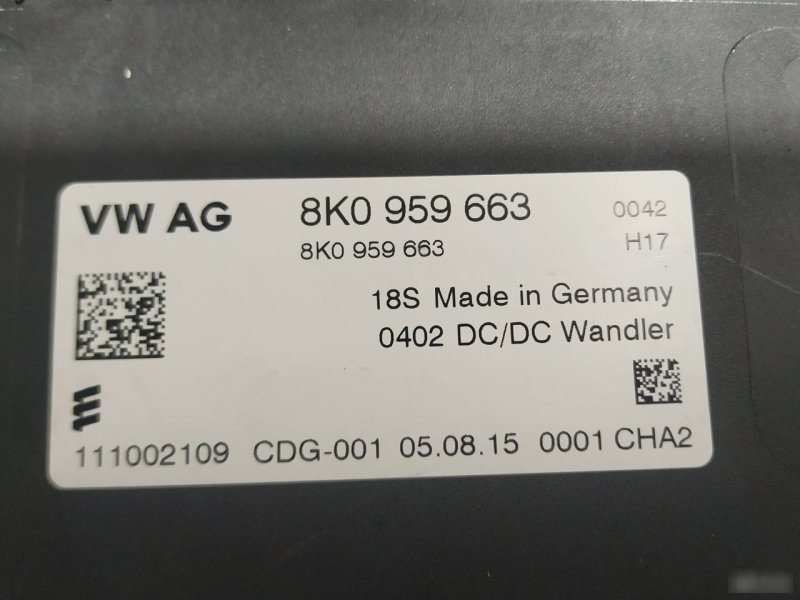 VW AG
8K0 959 663 0042
8K0 959 663 H17
18S Made in Germany
0402 DC/DC Wandler
111002109 CDG-001 05.08.15 0001 CHA2